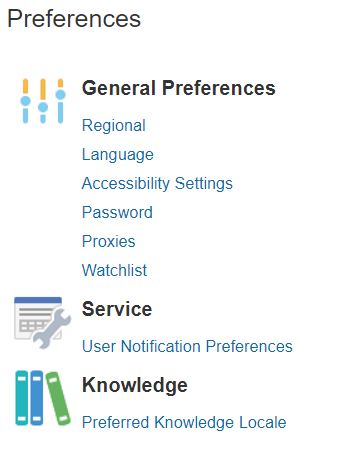 Preferences
General Preferences
Regional
Language
Accessibility Settings
Password
Proxies
Watchlist
Service
User Notification Preferences
Knowledge
Preferred Knowledge Locale